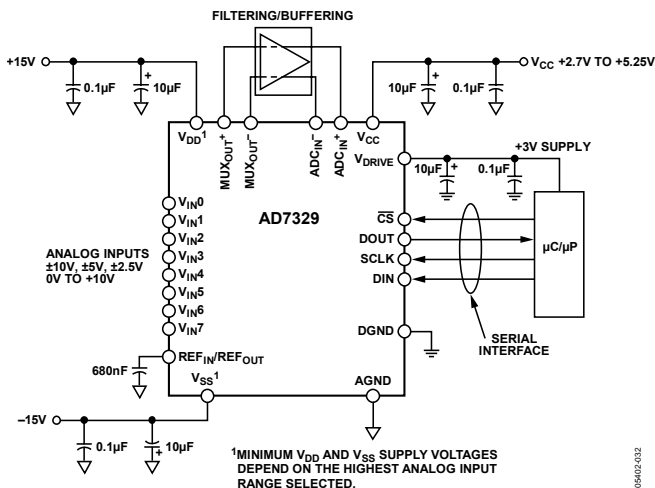 FILTERING/BUFFERING
+15V
0.1µF
+
10µF
10µF
+
0.1µF
VCC +2.7V TO +5.25V
VDD1
MUXOUT+
MUXOUT–
ADCIN–
ADCIN+
VCC
VDRIVE
10µF
+
0.1µF
+3V SUPPLY
AD7329
VIN0
VIN1
VIN2
VIN3
VIN4
VIN5
VIN6
VIN7
ANALOG INPUTS
±10V, ±5V, ±2.5V
0V TO +10V
CS
DOUT
SCLK
DIN
µC/µP
DGND
SERIAL
INTERFACE
REFIN/REFOUT
680nF
VSS1
AGND
–15V
0.1µF
+
10µF
1MINIMUM VDD AND VSS SUPPLY VOLTAGES
DEPEND ON THE HIGHEST ANALOG INPUT
RANGE SELECTED.
05402-032